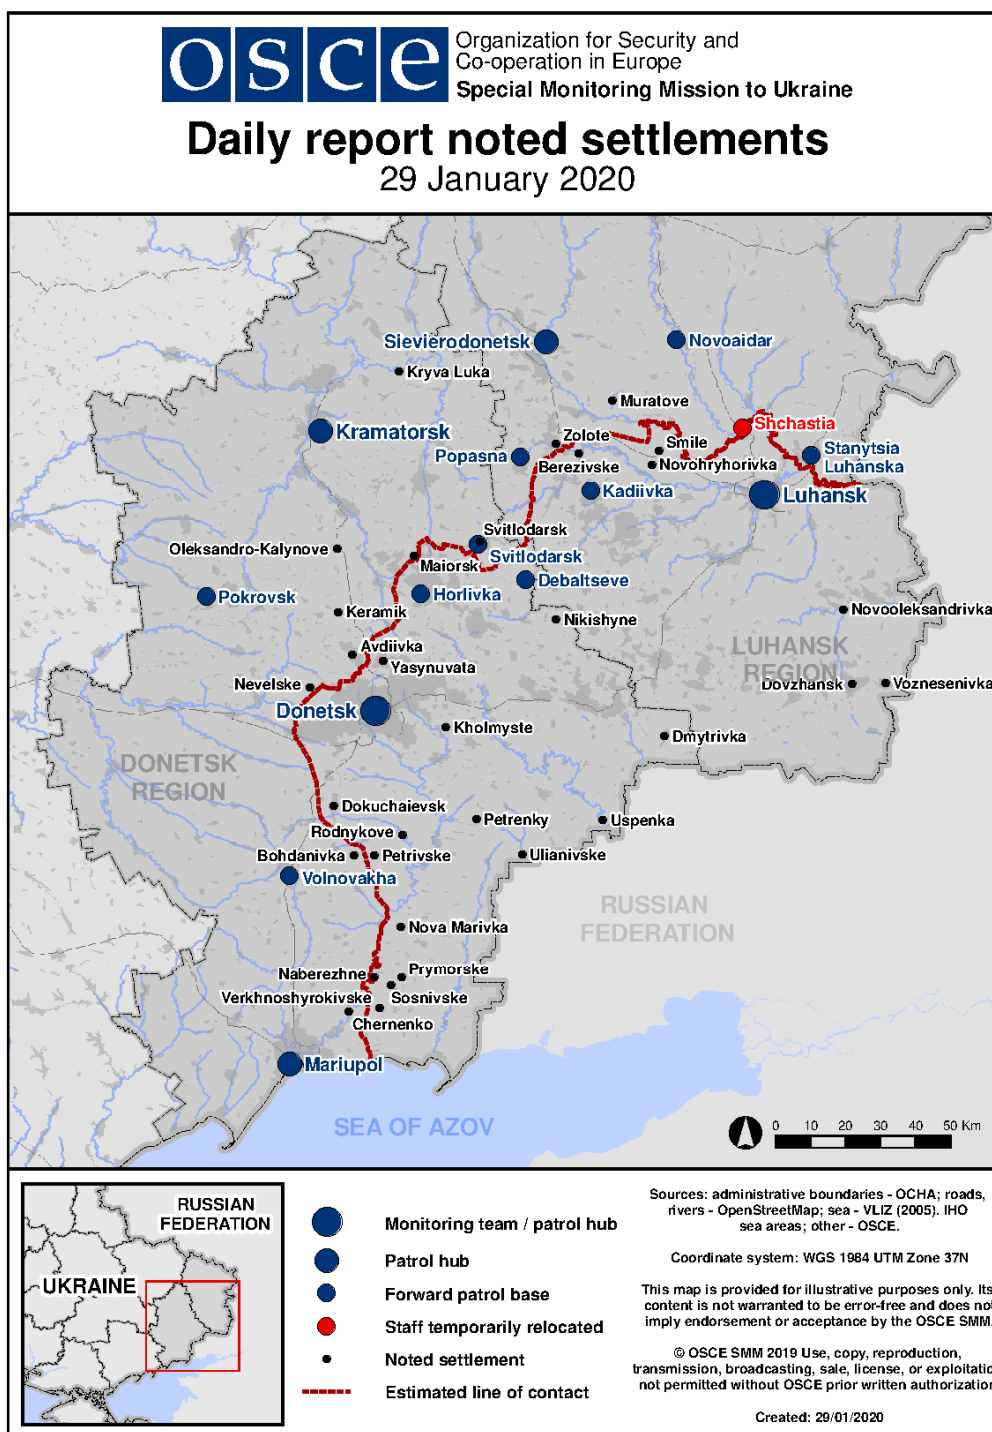 osce
Organization for Security and
Co-operation in Europe
Special Monitoring Mission to Ukraine
Daily report noted settlements
29 January 2020
Sievierodonetsk
Novoaidar
Kryva Luka
Muratove
Shchastia
Kramatorsk
Zolote
Smile
Stanytsia
Luhanska
Popasna
Berezivske
Novohryhorivka
Kadiivka
Luhansk
Svitlodarsk
Oleksandro-Kalynove
Svitlodarsk
Maiorsk
Debaltseve
Pokrovsk
Horlivka
Keramik
Nikishyne
Novooleksandrivka
Avdiivka
LUHANSK
REGION
Yasynuvata
Nevelske
Dovzhansk
Voznesenivka
Donetsk
Kholmyste
Dmytrivka
DONETSK
REGION
Dokuchaievsk
Petrenky
Uspenka
Rodnykove
Bohdanivka
Petrivske
Ulianivske
Volnovakha
RUSSIAN
FEDERATION
Nova Marivka
Naberezhne
Prymorske
Verkhnoshyrokivske
Sosnivske
Chernenko
Mariupol
SEA OF AZOV
0 10 20 30 40 50 Km
RUSSIAN
FEDERATION
UKRAINE
Monitoring team / patrol hub
Patrol hub
Forward patrol base
Staff temporarily relocated
Noted settlement
Estimated line of contact
Sources: administrative boundaries - OCHA; roads,
rivers - OpenStreetMap; sea - VLIZ (2005). IHO
sea areas; other - OSCE.
Coordinate system: WGS 1984 UTM Zone 37N
This map is provided for illustrative purposes only. Its
content is not warranted to be error-free and does not
imply endorsement or acceptance by the OSCE SMM.
© OSCE SMM 2019 Use, copy, reproduction,
transmission, broadcasting, sale, license, or exploitatio
not permitted without OSCE prior written authorization
Created: 29/01/2020